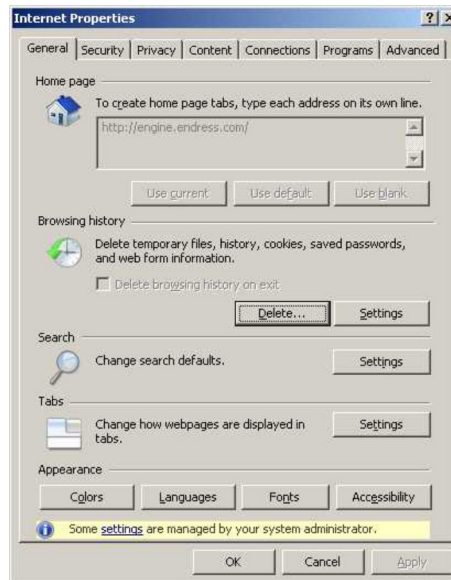 Internet Properties
General Security Privacy Content Connections Programs Advanced
Home page
To create home page tabs, type each address on its own line.
http://engine.endress.com/
Use current Use default Use blank
Browsing history
Delete temporary files, history, cookies, saved passwords,
and web form information.
Delete browsing history on exit
Delete... Settings
Search
Change search defaults.
Settings
Tabs
Change how webpages are displayed in
tabs.
Settings
Appearance
Colors Languages Fonts Accessibility
Some settings are managed by your system administrator.
OK Cancel Apply